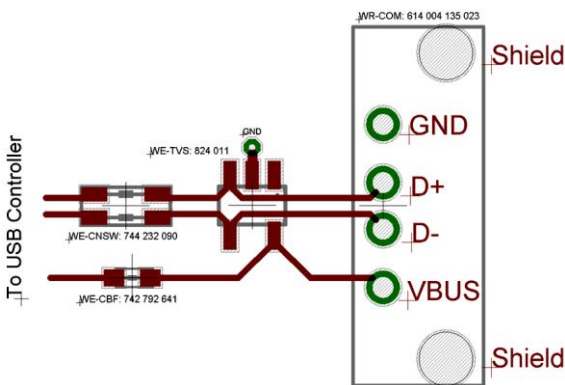 WR-COM: 614 004 135 023
Shield
GND
GND
WE-TVS: 824 011
D+
To USB Controller
D-
WE-CNSW: 744 232 090
VBUS
WE-CBF: 742 792 641
Shield